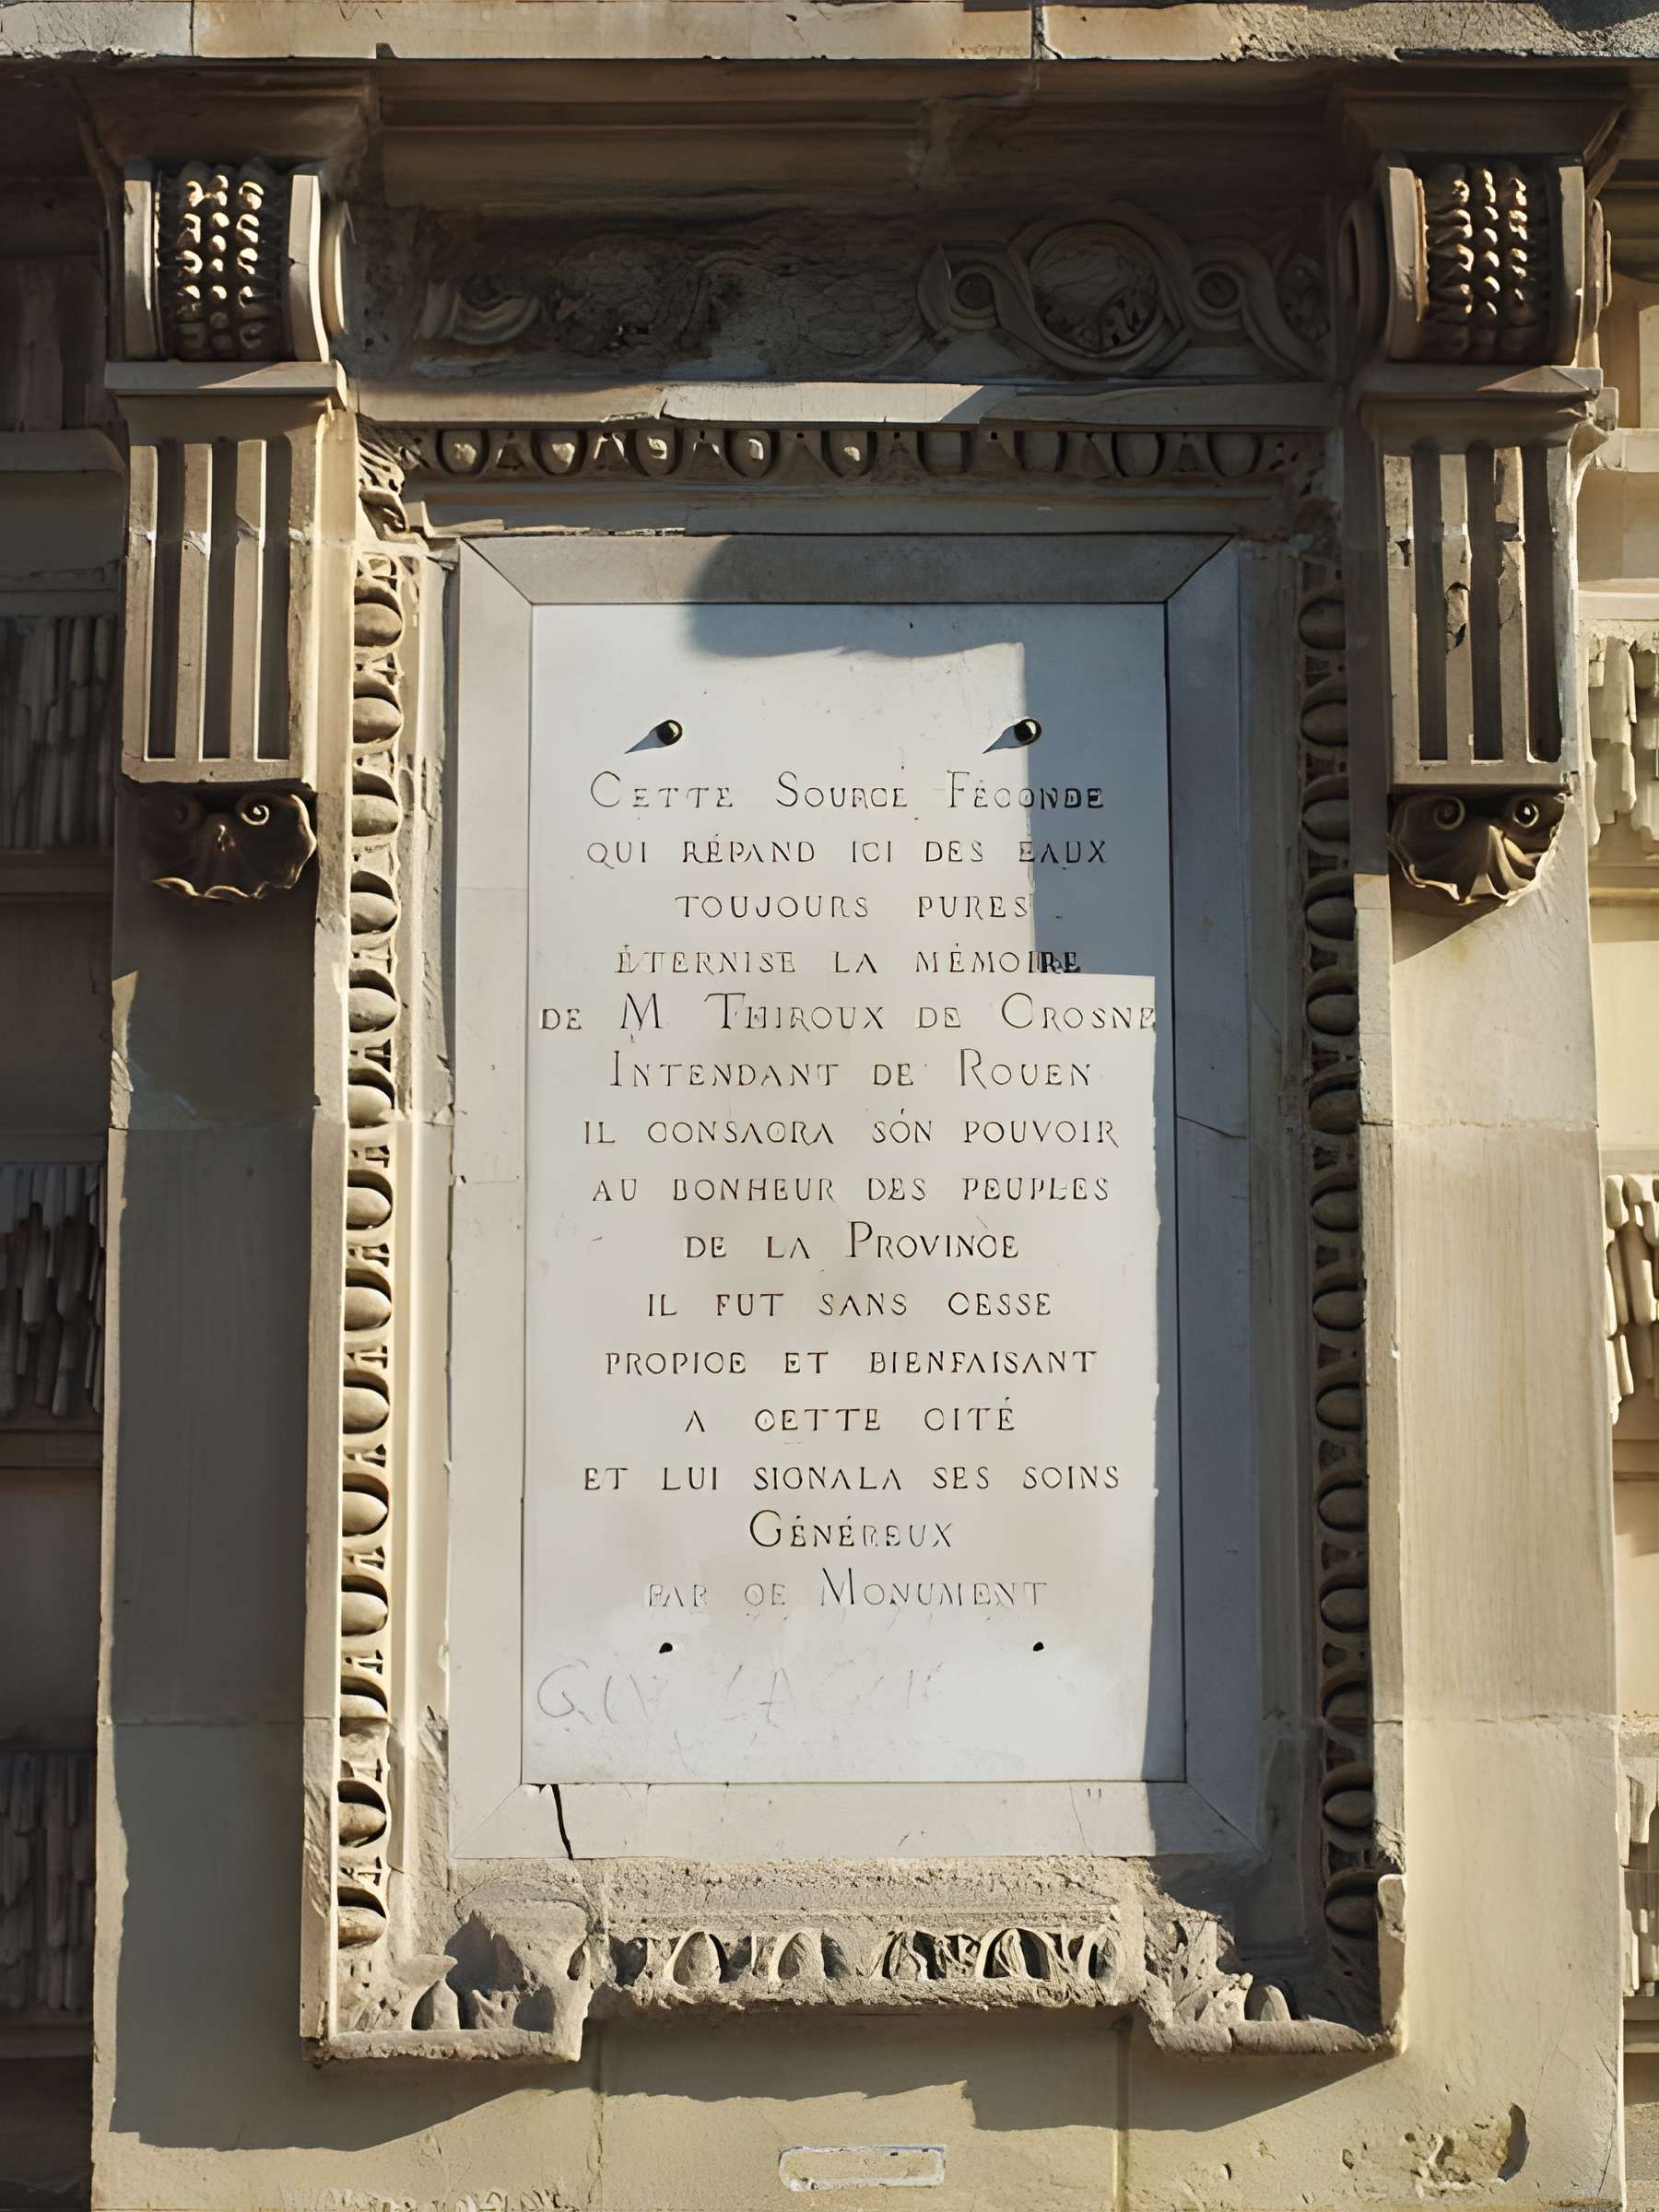 Cette Source Féconde
QUI RÉPAND ICI DES EAUX
TOUJOURS PURES
ÉTERNISE LA MÉMOIRE
DE M THIROUX DE CROSNE
INTENDANT DE ROUEN
IL CONSACRA SON POUVOIR
AU BONHEUR DES PEUPLES
DE LA PROVINCE
IL FUT SANS CESSE
PROPICE ET BIENFAISANT
A CETTE CITÉ
ET LUI SIGNALA SES SOINS
GÉNÉREUX
PAR CE MONUMENT